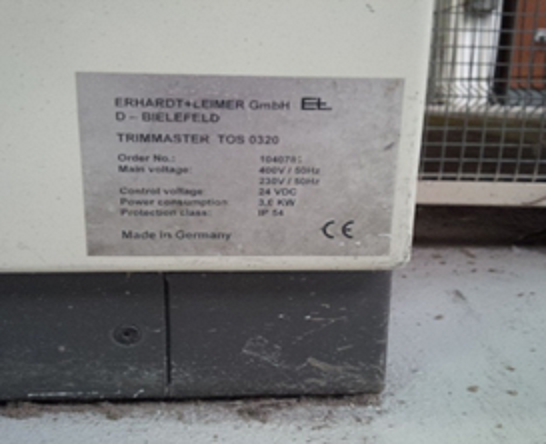 ERHARDT+LEIMER GmbH E+L
D – BIELEFELD
TRIMMASTER TOS 0320
Order No.:
Main voltage: 400V / 50Hz
230V / 50Hz
Control voltage: 24 VDC
Power consumption: 3,6 KW
Protection class: IP 54
Made in Germany CE